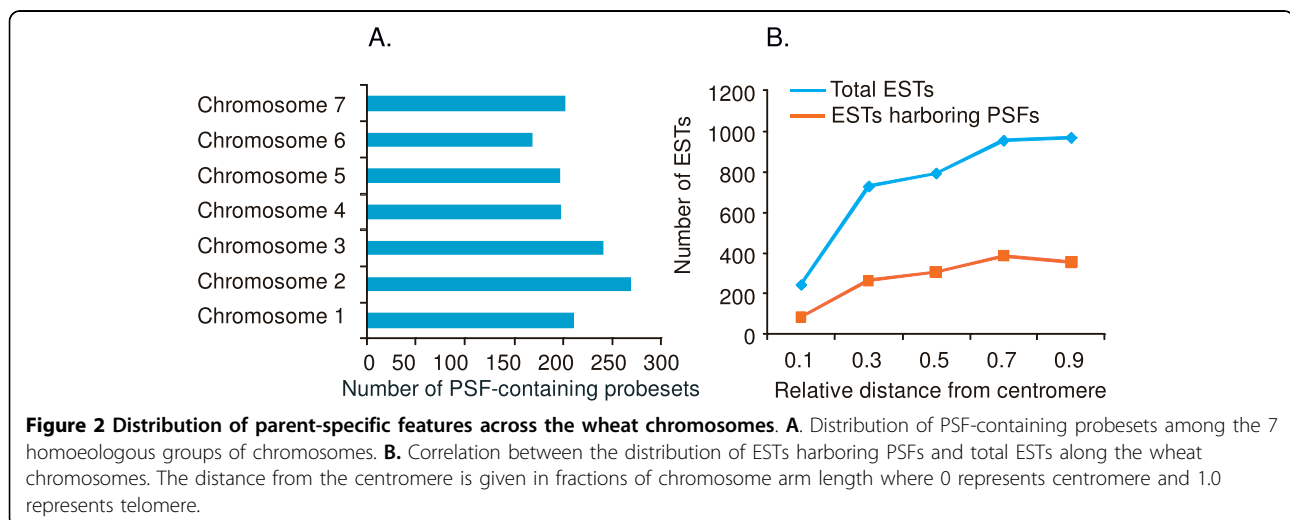 A.
Chromosome 7
Chromosome 6
Chromosome 5
Chromosome 4
Chromosome 3
Chromosome 2
Chromosome 1
0 50 100 150 200 250 300
Number of PSF-containing probesets
B.
Total ESTs
ESTs harboring PSFs
Number of ESTs
1200
1000
800
600
400
200
0
0.1 0.3 0.5 0.7 0.9
Relative distance from centromere
Figure 2 Distribution of parent-specific features across the wheat chromosomes. A. Distribution of PSF-containing probesets among the 7
homoeologous groups of chromosomes. B. Correlation between the distribution of ESTs harboring PSFs and total ESTs along the wheat
chromosomes. The distance from the centromere is given in fractions of chromosome arm length where 0 represents centromere and 1.0
represents telomere.